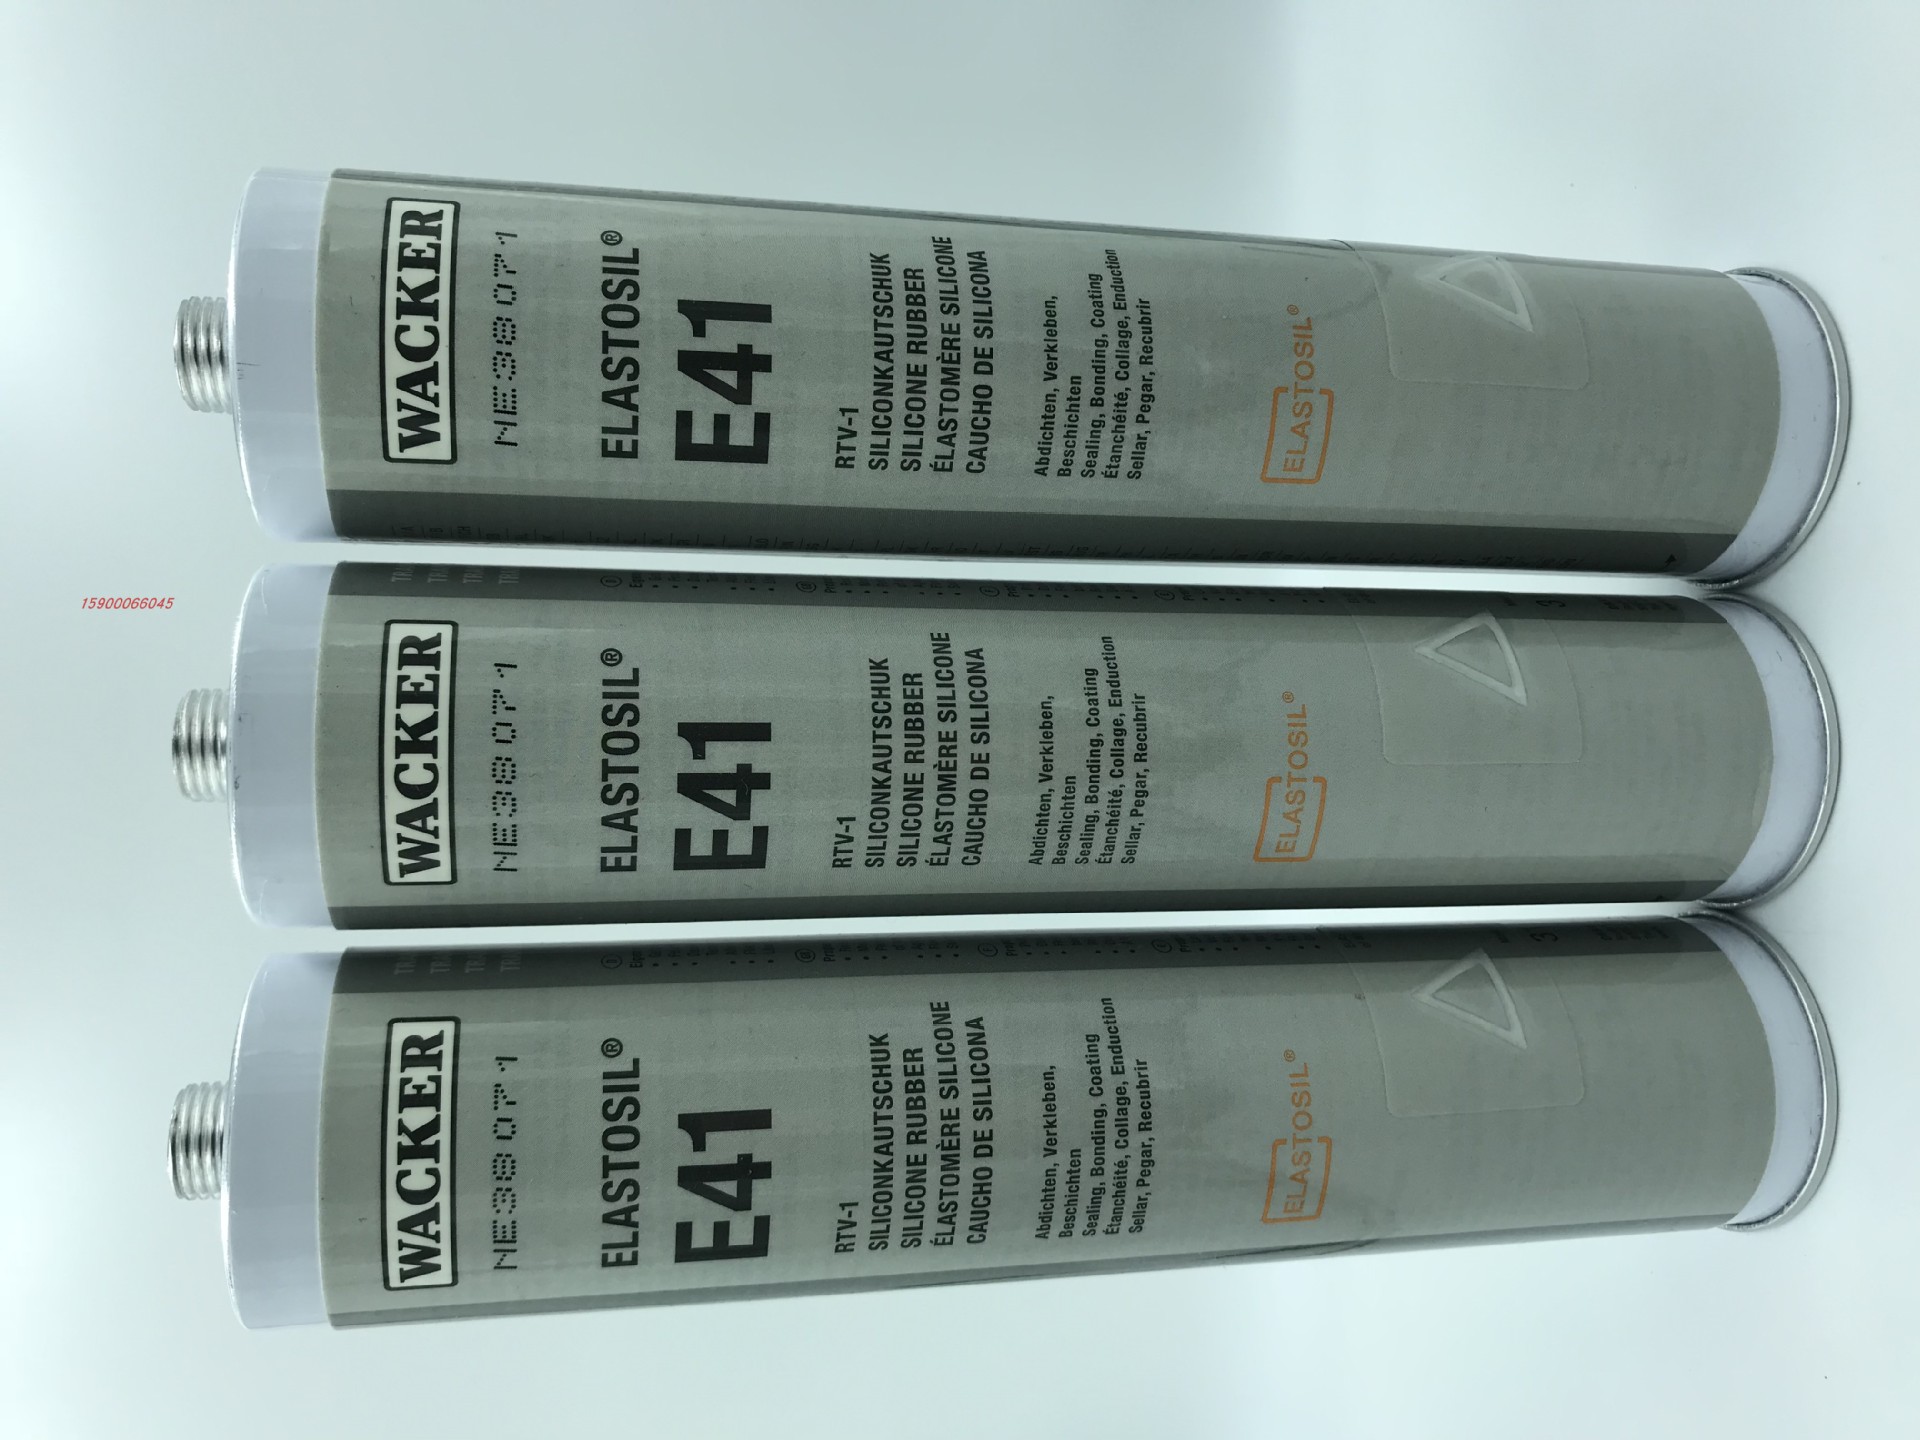 WACKER
NE38071
ELASTOSIL®
E41
RTV-1
SILICONKAUTSCHUK
SILICONE RUBBER
ÉLASTOMÈRE SILICONE
CAUCHO DE SILICONA
Abdichten, Verkleben,
Beschichten
Sealing, Bonding, Coating
Étanchéité, Collage, Enduction
Sellar, Pegar, Recubrir
ELASTOSIL®
15900066045
WACKER
NE38071
ELASTOSIL®
E41
RTV-1
SILICONKAUTSCHUK
SILICONE RUBBER
ÉLASTOMÈRE SILICONE
CAUCHO DE SILICONA
Abdichten, Verkleben,
Beschichten
Sealing, Bonding, Coating
Étanchéité, Collage, Enduction
Sellar, Pegar, Recubrir
ELASTOSIL®
WACKER
NE38071
ELASTOSIL®
E41
RTV-1
SILICONKAUTSCHUK
SILICONE RUBBER
ÉLASTOMÈRE SILICONE
CAUCHO DE SILICONA
Abdichten, Verkleben,
Beschichten
Sealing, Bonding, Coating
Étanchéité, Collage, Enduction
Sellar, Pegar, Recubrir
ELASTOSIL®